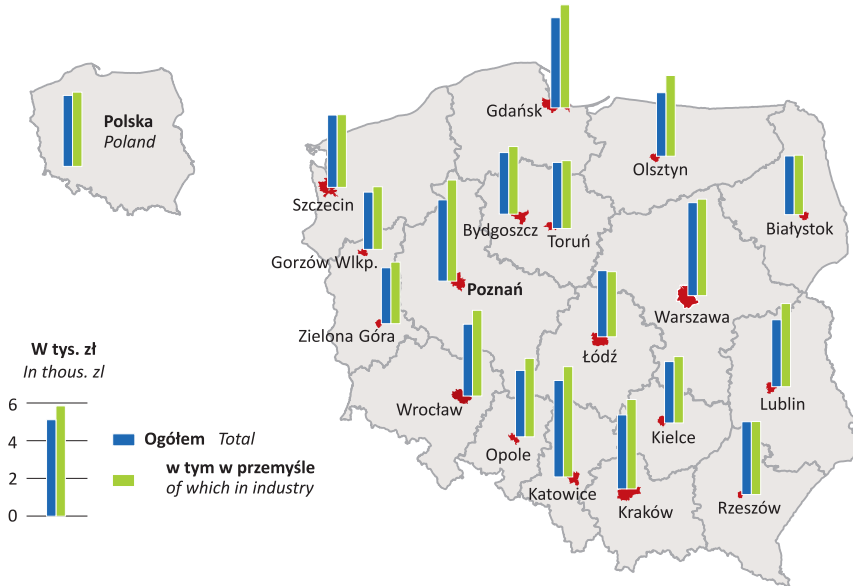 Polska
Poland
Gdańsk
Olsztyn
Szczecin
Bydgoszcz
Toruń
Białystok
Gorzów Wlkp.
Poznań
Warszawa
Zielona Góra
Łódź
W tys. zł
In thous. zl
6
4
2
0
Ogółem Total
w tym w przemyśle
of which in industry
Wrocław
Lublin
Opole
Kielce
Katowice
Kraków
Rzeszów